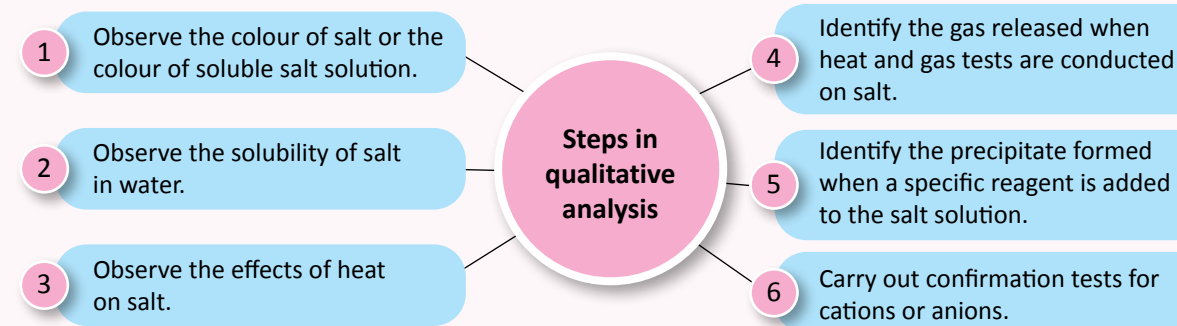 Steps in
qualitative
analysis
1
Observe the colour of salt or the
colour of soluble salt solution.
2
Observe the solubility of salt
in water.
3
Observe the effects of heat
on salt.
4
Identify the gas released when
heat and gas tests are conducted
on salt.
5
Identify the precipitate formed
when a specific reagent is added
to the salt solution.
6
Carry out confirmation tests for
cations or anions.